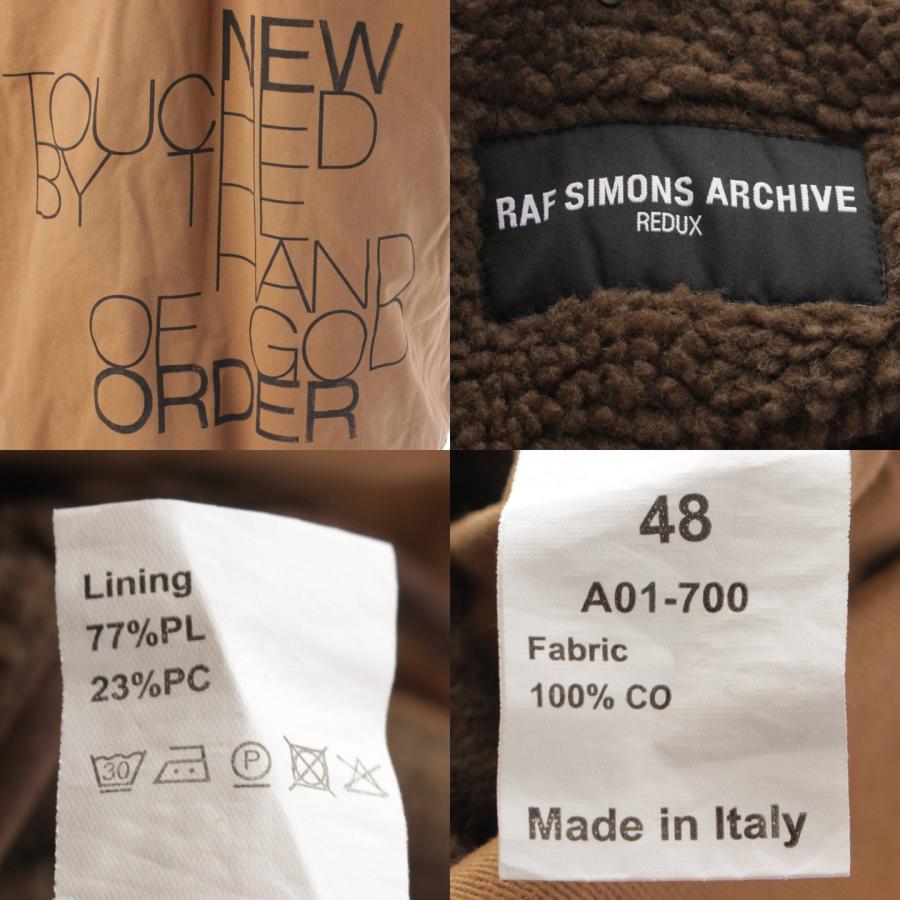 NEW
TOUCHED
BY THE
HAND
OF GOD
ORDER
RAF SIMONS ARCHIVE
REDUX
Lining
77%PL
23%PC
30 P
48
A01-700
Fabric
100% CO
Made in Italy